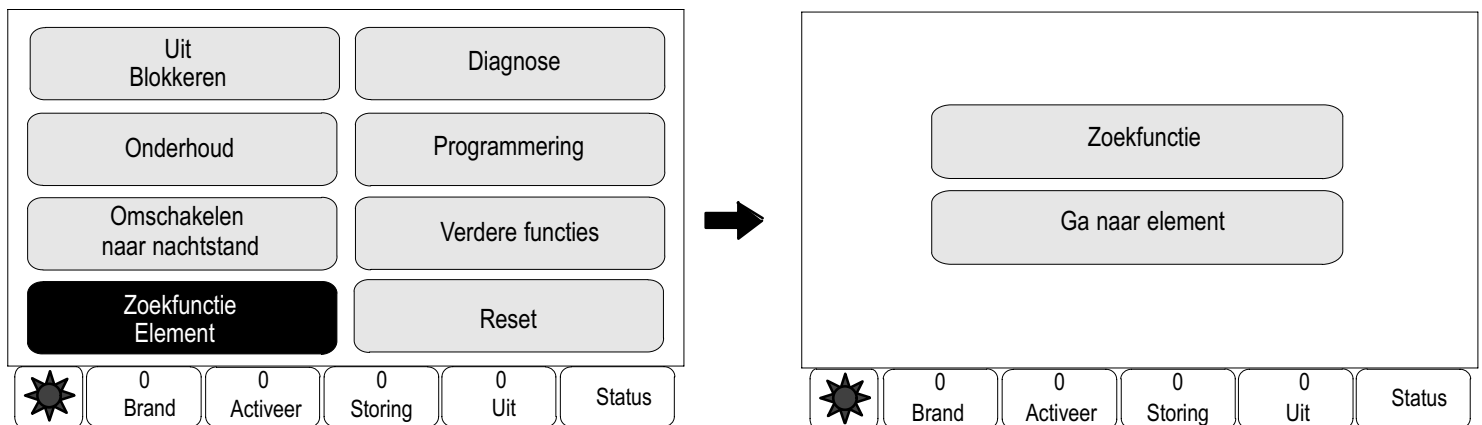 Uit
Blokkeren
Diagnose
Onderhoud
Programmering
Omschakelen
naar nachtstand
Verdere functies
Zoekfunctie
Element
Reset
0
Brand
0
Activeer
0
Storing
0
Uit
Status
Zoekfunctie
Ga naar element
0
Brand
0
Activeer
0
Storing
0
Uit
Status